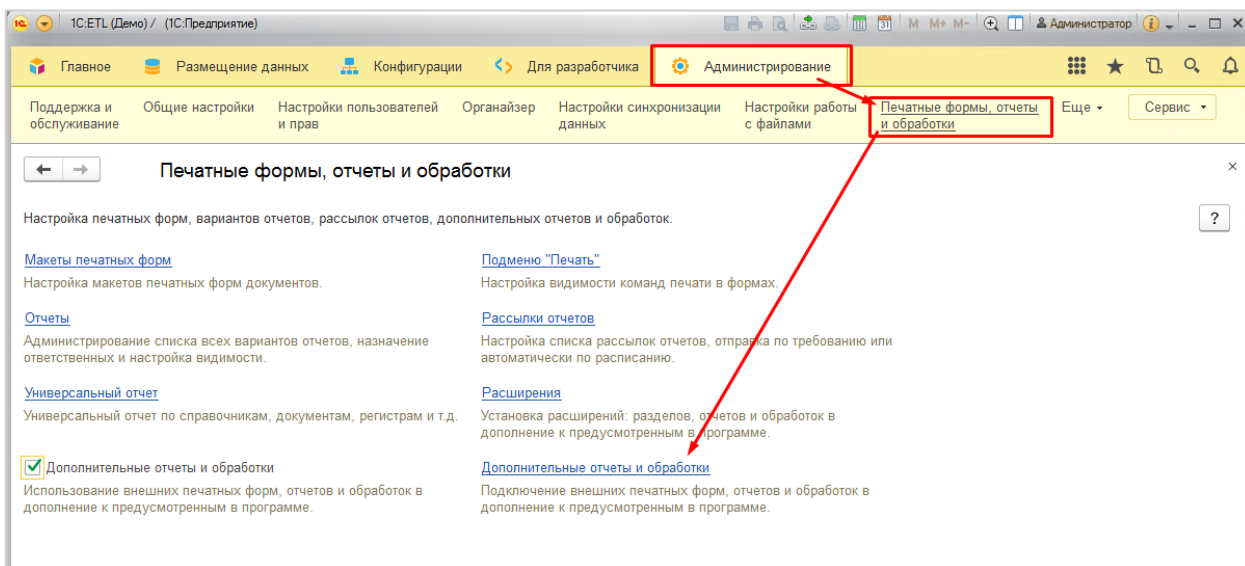 1С:ETL (Демо) / (1С:Предприятие)
M M+ M- Администратор
Главное Размещение данных Конфигурации Для разработчика Администрирование
Поддержка и обслуживание Общие настройки Настройки пользователей и прав Органайзер Настройки синхронизации данных Настройки работы с файлами Печатные формы, отчеты и обработки Еще Сервис
Печатные формы, отчеты и обработки
Настройка печатных форм, вариантов отчетов, рассылок отчетов, дополнительных отчетов и обработок.
?
Макеты печатных форм
Настройка макетов печатных форм документов.
Подменю "Печать"
Настройка видимости команд печати в формах.
Отчеты
Администрирование списка всех вариантов отчетов, назначение
ответственных и настройка видимости.
Рассылки отчетов
Настройка списка рассылок отчетов, отправка по требованию или
автоматически по расписанию.
Универсальный отчет
Универсальный отчет по справочникам, документам, регистрам и т.д.
Расширения
Установка расширений: разделов, отчетов и обработок в
дополнение к предусмотренным в программе.
Дополнительные отчеты и обработки
Использование внешних печатных форм, отчетов и обработок в
дополнение к предусмотренным в программе.
Дополнительные отчеты и обработки
Подключение внешних печатных форм, отчетов и обработок в
дополнение к предусмотренным в программе.